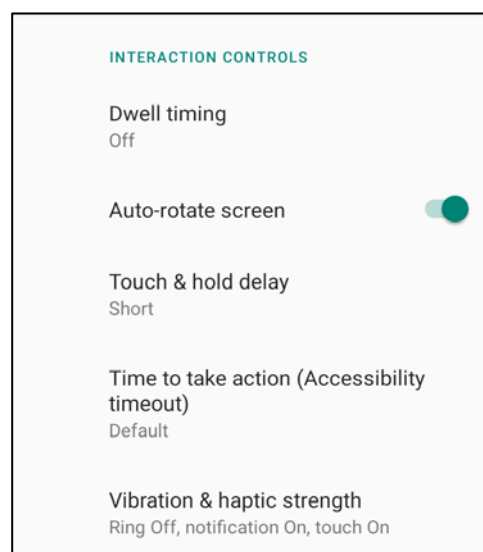 INTERACTION CONTROLS
Dwell timing
Off
Auto-rotate screen
Touch & hold delay
Short
Time to take action (Accessibility
timeout)
Default
Vibration & haptic strength
Ring Off, notification On, touch On